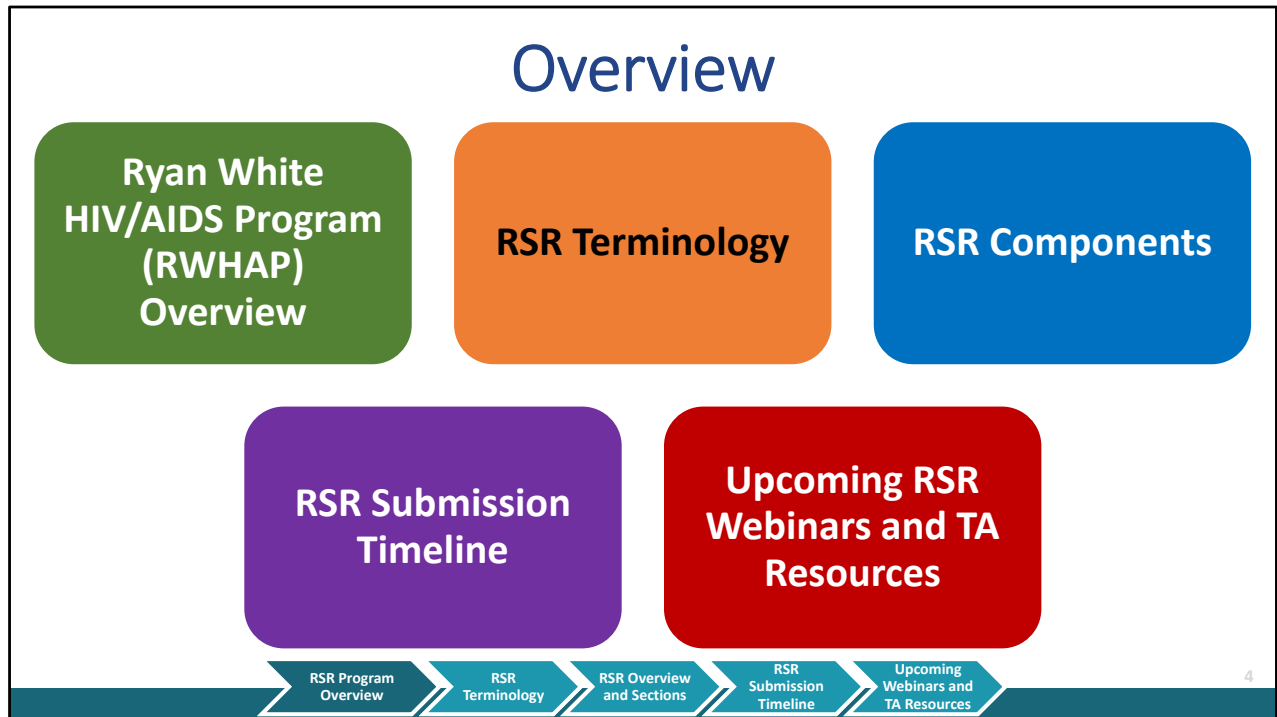 Overview
Ryan White
HIV/AIDS Program
(RWHAP)
Overview
RSR Terminology
RSR Components
RSR Submission
Timeline
Upcoming RSR
Webinars and TA
Resources
RSR Program
Overview
RSR
Terminology
RSR Overview
and Sections
RSR
Submission
Timeline
Upcoming
Webinars and
TA Resources
4